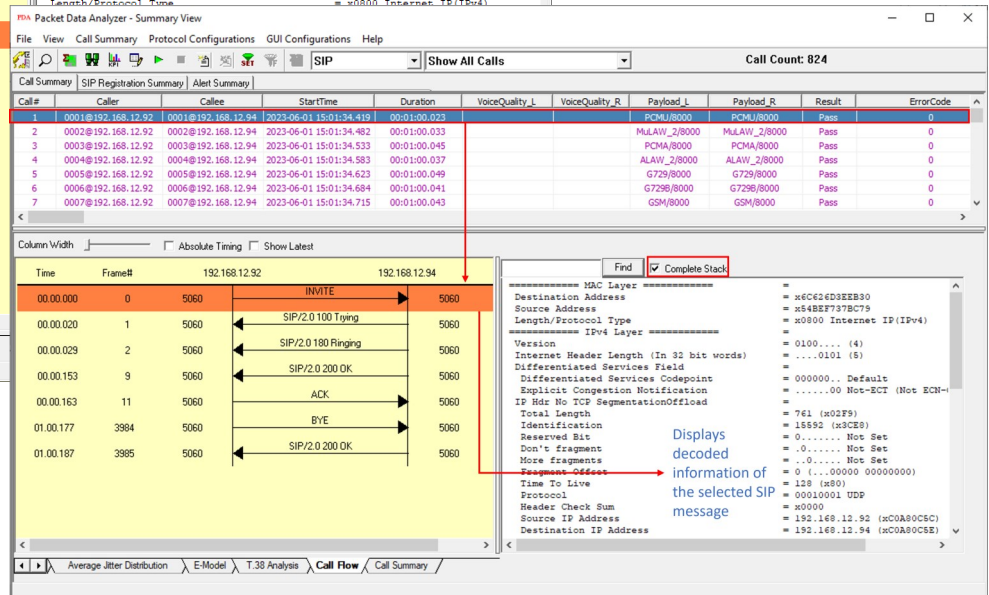 Length/Protocol Type = x0800 Internet IP(IPv4)
PDA Packet Data Analyzer - Summary View
File View Call Summary Protocol Configurations GUI Configurations Help
SET SIP Show All Calls Call Count: 824
Call Summary SIP Registration Summary Alert Summary
Call# Caller Callee StartTime Duration VoiceQuality_L VoiceQuality_R Payload_L Payload_R Result ErrorCode
1 0001@192.168.12.92 0001@192.168.12.94 2023-06-01 15:01:34.419 00:01:00.023 PCMU/8000 PCMU/8000 Pass 0
2 0002@192.168.12.92 0002@192.168.12.94 2023-06-01 15:01:34.482 00:01:00.033 MuLAW_2/8000 MuLAW_2/8000 Pass 0
3 0003@192.168.12.92 0003@192.168.12.94 2023-06-01 15:01:34.533 00:01:00.045 PCMA/8000 PCMA/8000 Pass 0
4 0004@192.168.12.92 0004@192.168.12.94 2023-06-01 15:01:34.583 00:01:00.037 ALAW_2/8000 ALAW_2/8000 Pass 0
5 0005@192.168.12.92 0005@192.168.12.94 2023-06-01 15:01:34.623 00:01:00.049 G729/8000 G729/8000 Pass 0
6 0006@192.168.12.92 0006@192.168.12.94 2023-06-01 15:01:34.684 00:01:00.041 G729B/8000 G729B/8000 Pass 0
7 0007@192.168.12.92 0007@192.168.12.94 2023-06-01 15:01:34.715 00:01:00.043 GSM/8000 GSM/8000 Pass 0
Column Width Absolute Timing Show Latest
Time Frame# 192.168.12.92 192.168.12.94
00.00.000 0 5060 INVITE 5060
00.00.020 1 5060 SIP/2.0 100 Trying 5060
00.00.029 2 5060 SIP/2.0 180 Ringing 5060
00.00.153 9 5060 SIP/2.0 200 OK 5060
00.00.163 11 5060 ACK 5060
01.00.177 3984 5060 BYE 5060
01.00.187 3985 5060 SIP/2.0 200 OK 5060
Find Complete Stack
============ MAC Layer ============ =
Destination Address = x6C626D3EEB30
Source Address = x54BEF737BC79
Length/Protocol Type = x0800 Internet IP(IPv4)
============ IPv4 Layer ============ =
Version = 0100.... (4)
Internet Header Length (In 32 bit words) = ....0101 (5)
Differentiated Services Field =
Differentiated Services Codepoint = 000000.. Default
Explicit Congestion Notification = ......00 Not-ECT (Not ECN-
IP Hdr No TCP SegmentationOffload =
Total Length = 761 (x02F9)
Identification = 15592 (x3CE8)
Reserved Bit = 0....... Not Set
Don't fragment = .0...... Not Set
More fragments = ..0..... Not Set
Fragment Offset = 0 (...00000 00000000)
Time To Live = 128 (x80)
Protocol = 00010001 UDP
Header Check Sum = x0000
Source IP Address = 192.168.12.92 (xC0A80C5C)
Destination IP Address = 192.168.12.94 (xC0A80C5E)
Displays
decoded
information of
the selected SIP
message
Average Jitter Distribution E-Model T.38 Analysis Call Flow Call Summary